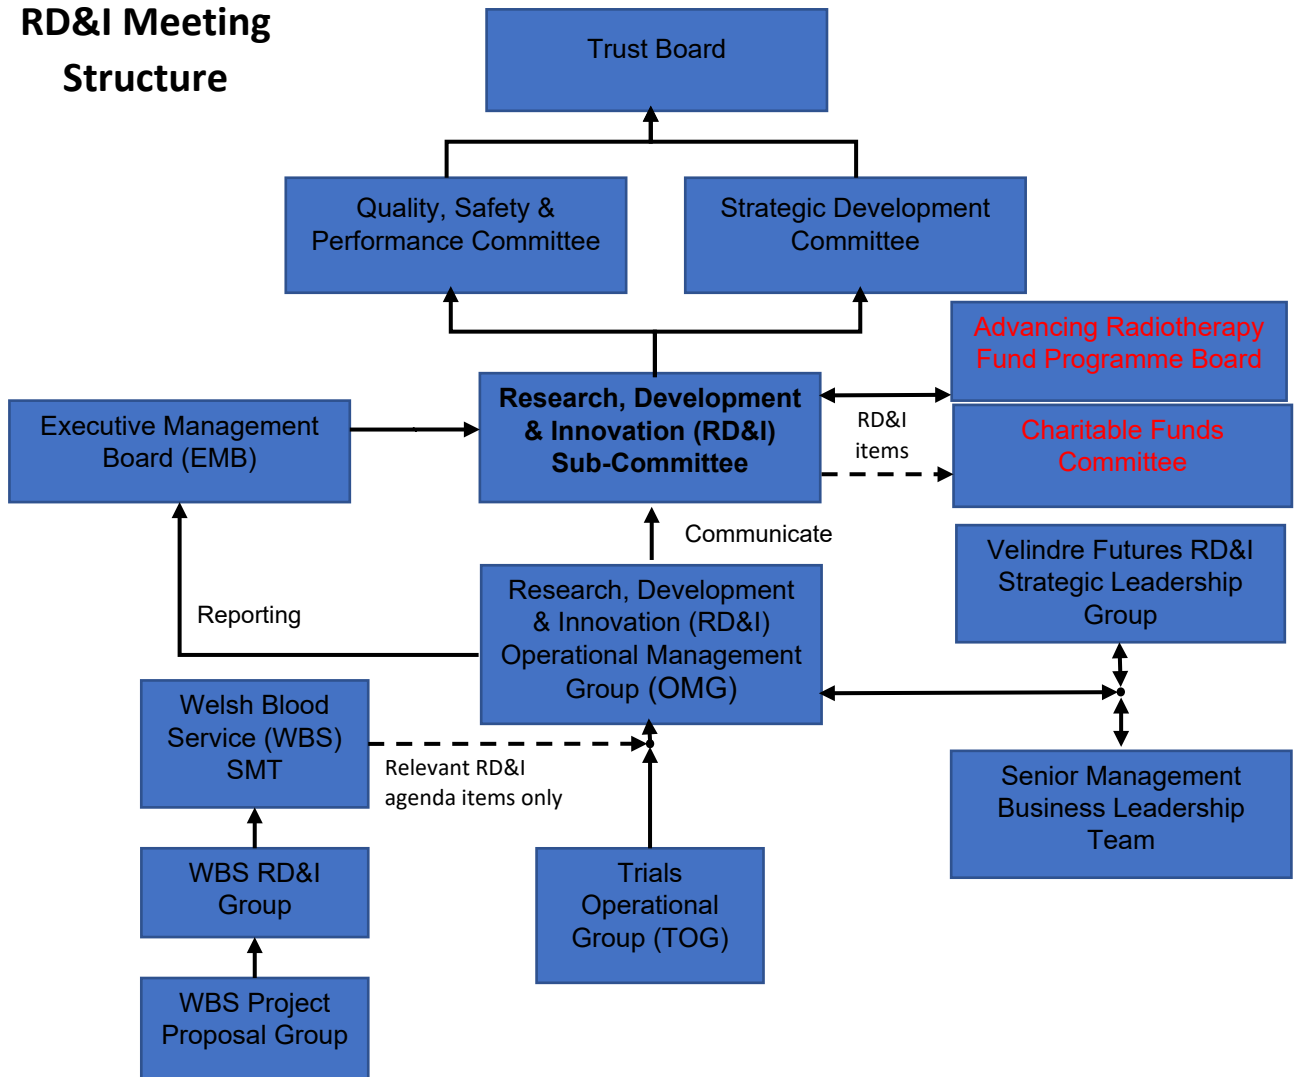 RD&I Meeting
Structure
Trust Board
Quality, Safety &
Performance Committee
Strategic Development
Committee
Advancing Radiotherapy
Fund Programme Board
Research, Development
& Innovation (RD&I)
Sub-Committee
Executive Management
Board (EMB)
RD&I
items
Charitable Funds
Committee
Communicate
Velindre Futures RD&I
Strategic Leadership
Group
Reporting
Research, Development
& Innovation (RD&I)
Operational Management
Group (OMG)
Welsh Blood
Service (WBS)
SMT
Relevant RD&I
agenda items only
Senior Management
Business Leadership
Team
WBS RD&I
Group
Trials
Operational
Group (TOG)
WBS Project
Proposal Group